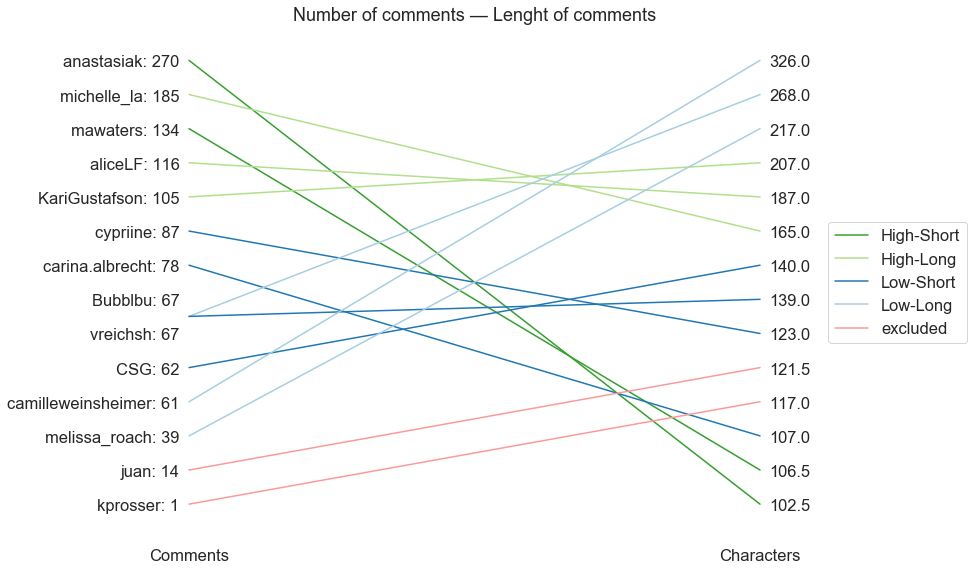 Number of comments — Lenght of comments
anastasiak: 270
326.0
michelle_la: 185
268.0
mawaters: 134
217.0
aliceLF: 116
207.0
KariGustafson: 105
187.0
cypriine: 87
165.0
carina.albrecht: 78
140.0
Bubblbu: 67
139.0
vreichsh: 67
123.0
CSG: 62
121.5
camilleweinsheimer: 61
117.0
melissa_roach: 39
107.0
juan: 14
106.5
kprosser: 1
102.5
Comments
Characters
High-Short
High-Long
Low-Short
Low-Long
excluded